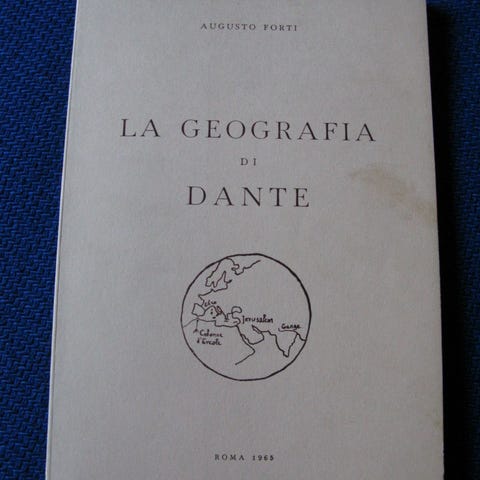 AUGUSTO FORTI
LA GEOGRAFIA
DI
DANTE
Jerusalem
Gange
Colonne
d'Ercole
ROMA 1965